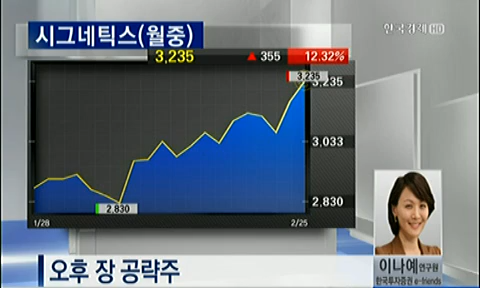 시그네틱스(월중)
한국경제 HD
3,235 ▲ 355 12.32%
3,235
3,235
3,033
2,830
2,830
1/28 2/25
오후 장 공략주
이나예 연구원
한국투자증권 e-friends